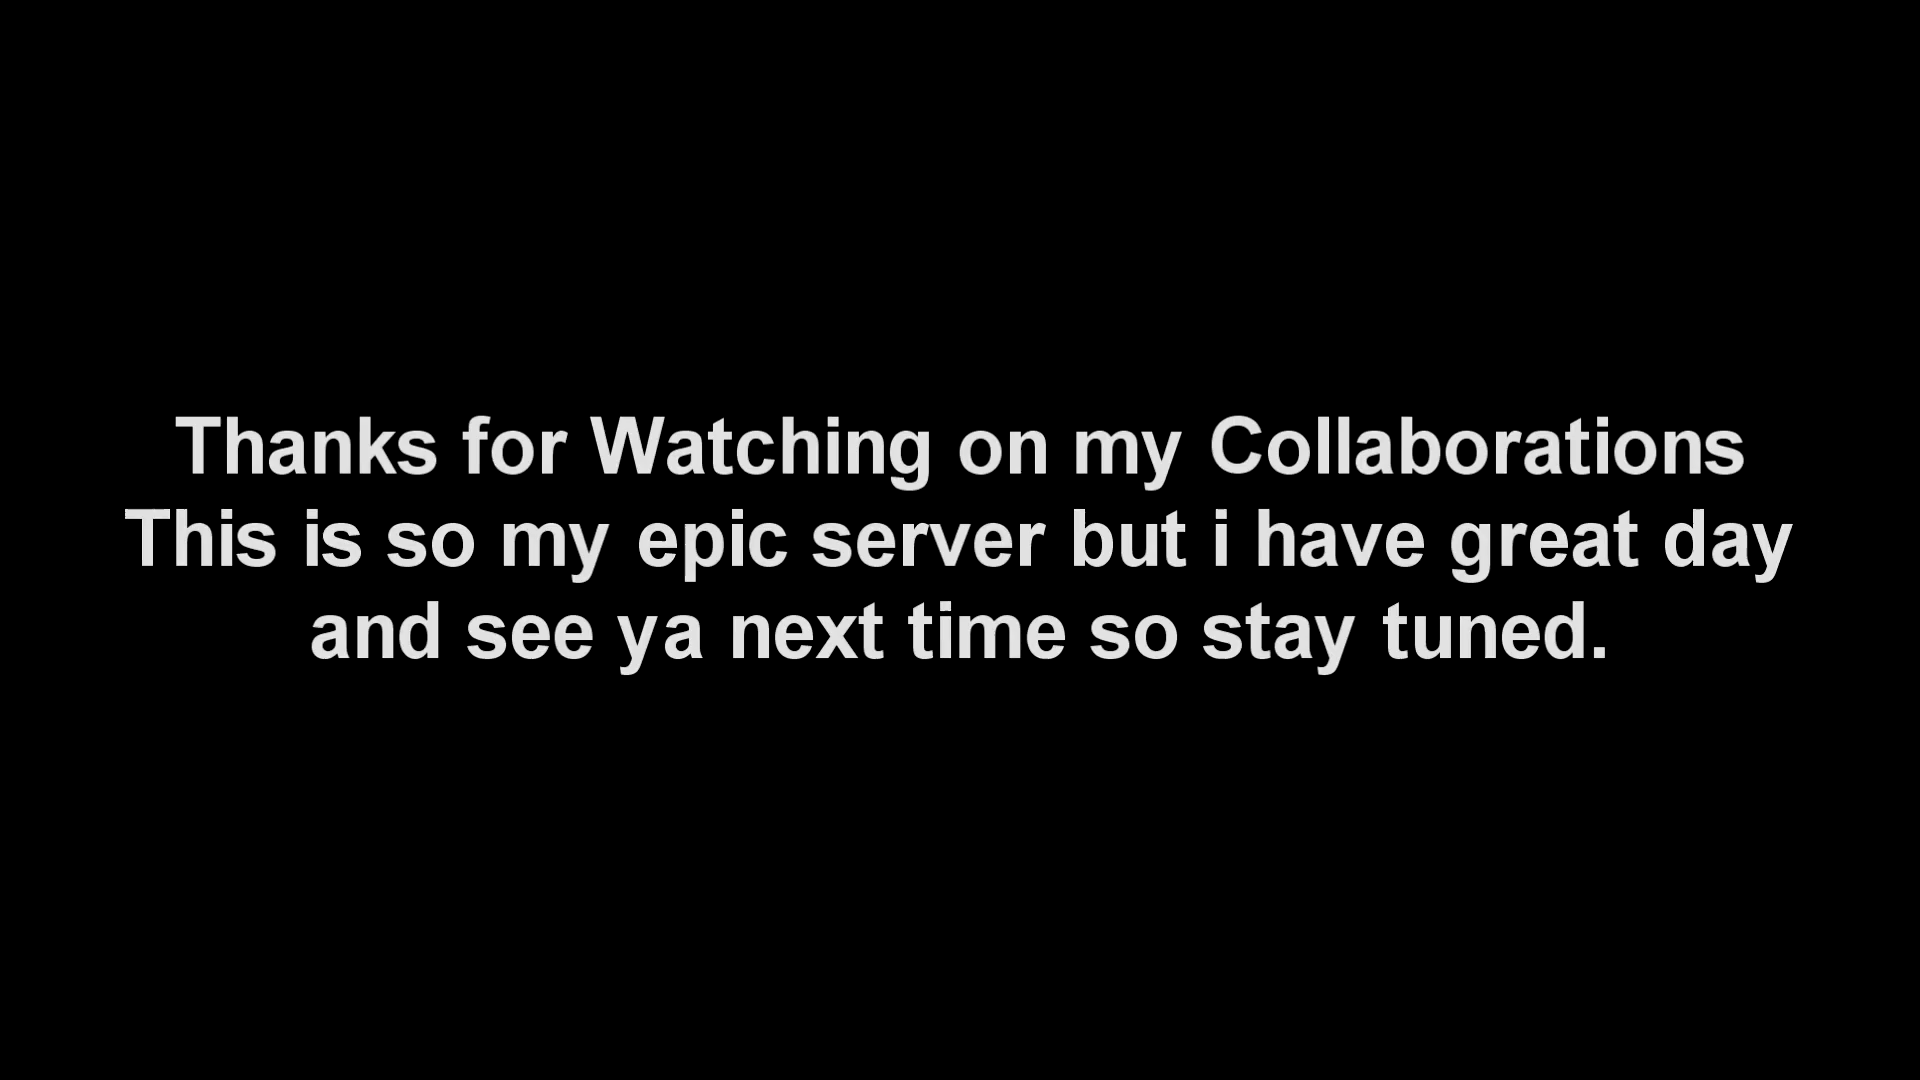 Thanks for Watching on my Collaborations
This is so my epic server but i have great day
and see ya next time so stay tuned.